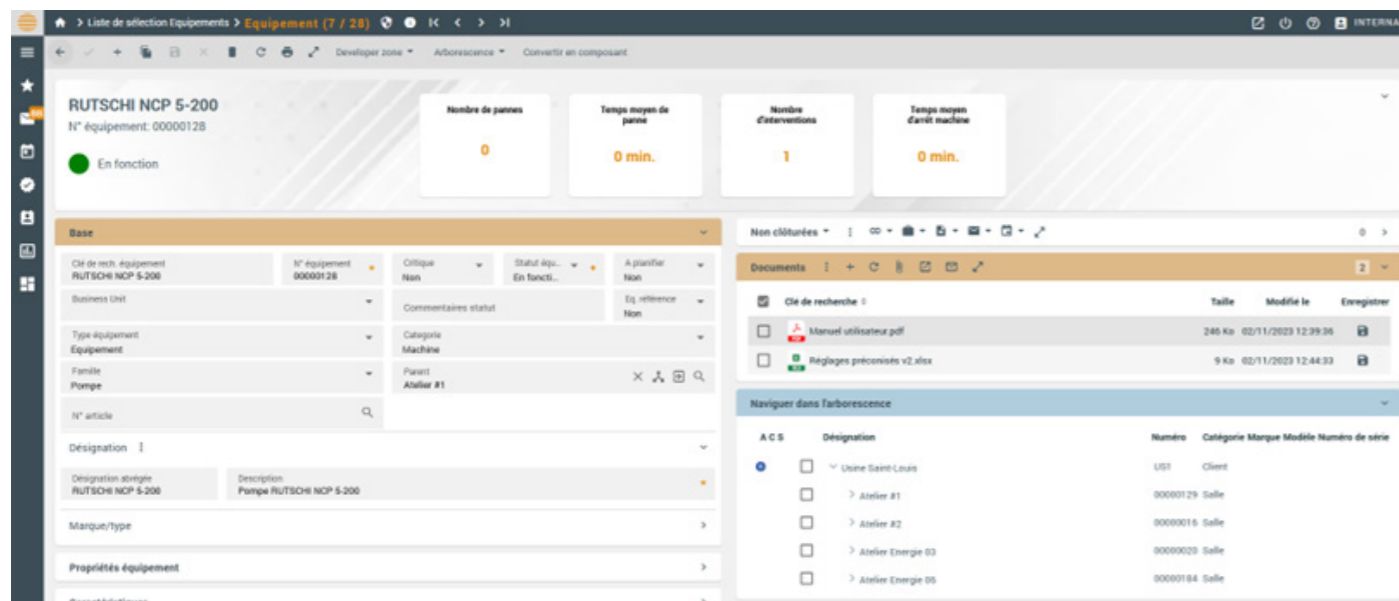 Liste de sélection Equipements > Equipement (7 / 28)
INTERNA
Developer zone
Arborescence
Convertir en composant
RUTSCHI NCP 5-200
N° équipement: 00000128
En fonction
Nombre de pannes
0
Temps moyen de panne
0 min.
Nombre d'interventions
1
Temps moyen d'arrêt machine
0 min.
Base
Clé de rech. équipement
RUTSCHI NCP 5-200
N° équipement
00000128
Critique
Non
Statut équ...
En foncti...
A planifier
Non
Business Unit
Commentaires statut
Eq. référence
Non
Type équipement
Equipement
Categorie
Machine
Famille
Pompe
Parent
Atelier #1
N° article
Désignation
Désignation abrégée
RUTSCHI NCP 5-200
Description
Pompe RUTSCHI NCP 5-200
Marque/type
Propriétés équipement
Caractéristiques
Non clôturées
0
Documents
2
Clé de recherche
Taille
Modifié le
Enregistrer
Manuel utilisateur.pdf
246 Ko
02/11/2023 12:39:36
Réglages préconisés v2.xlsx
9 Ko
02/11/2023 12:44:33
Naviguer dans l'arborescence
A C S Désignation Numéro Catégorie Marque Modèle Numéro de série
Usine Saint-Louis US1 Client
Atelier #1 00000129 Salle
Atelier #2 00000016 Salle
Atelier Energie 03 00000020 Salle
Atelier Energie 05 00000184 Salle